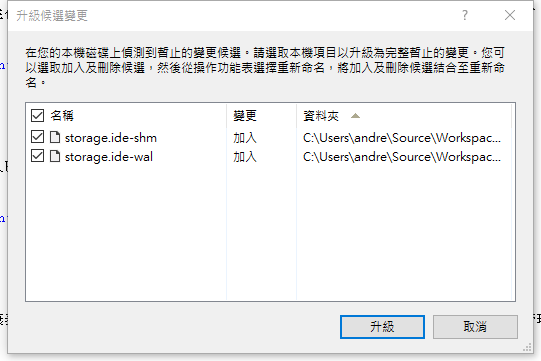 升級候選變更
在您的本機磁碟上偵測到暫止的變更候選。請選取本機項目以升級為完整暫止的變更。您可
以選取加入及刪除候選，然後從操作功能表選擇重新命名，將加入及刪除候選結合至重新命
名。
名稱 變更 資料夾
storage.ide-shm 加入 C:\Users\andre\Source\Workspac...
storage.ide-wal 加入 C:\Users\andre\Source\Workspac...
升級 取消